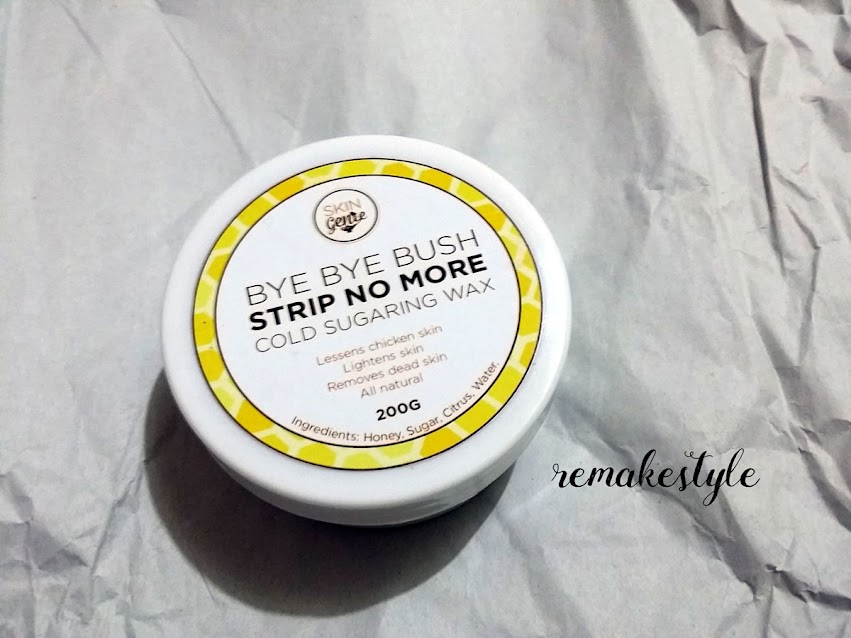 SKIN
Genie
BYE BYE BUSH
STRIP NO MORE
COLD SUGARING WAX
Lessens chicken skin
Lightens skin
Removes dead skin
All natural
200G
Ingredients: Honey, Sugar, Citrus, Water.
remakestyle